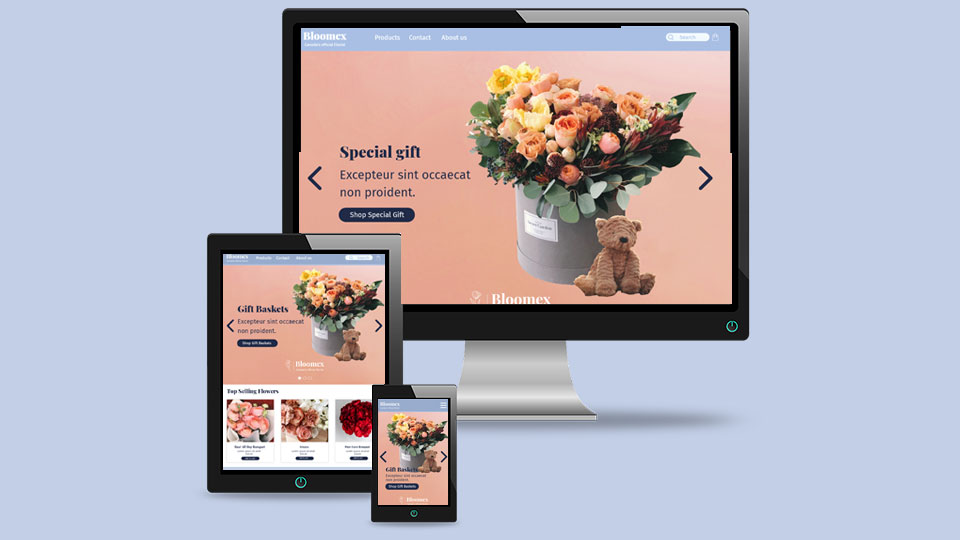 Bloomex
Canada's official florist
Products Contact About us
Search
Special gift
Excepteur sint occaecat
non proident.
Shop Special Gift
Bloomex
Bloomex
Products Contact About us
Gift Baskets
Excepteur sint occaecat
non proident.
Shop Gift Baskets
Bloomex
Top Selling Flowers
Bloomex
Gift Baskets
Excepteur sint occaecat
non proident.
Shop Gift Baskets
Bloomex